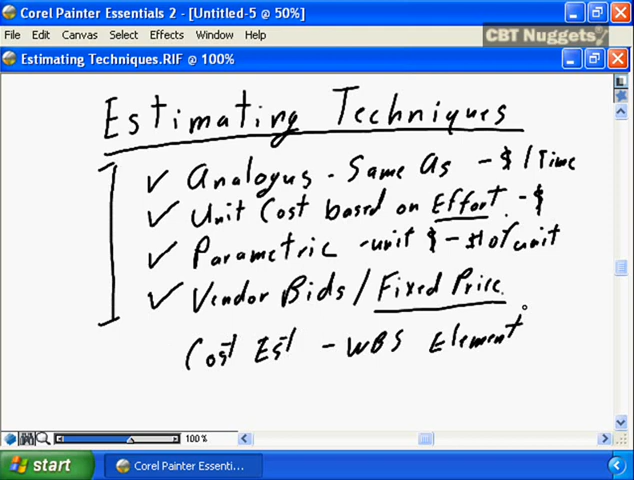 Corel Painter Essentials 2 - [Untitled-5 @ 50%]
File Edit Canvas Select Effects Window Help
CBT Nuggets
Estimating Techniques.RIF @ 100%
Estimating Techniques
✓ Analogus - Same As - $ / Time
✓ Unit Cost based on Effort - $
✓ Parametric - unit $ - # of unit
✓ Vendor Bids / Fixed Price
Cost Est - WBS Element
100%
start Corel Painter Essenti...